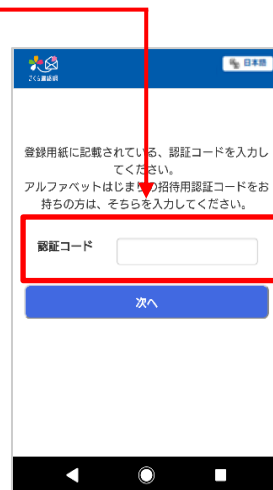 さくら連絡網
日本語
登録用紙に記載されている、認証コードを入力し
てください。
アルファベットはじまりの招待用認証コードをお
持ちの方は、そちらを入力してください。
認証コード
次へ